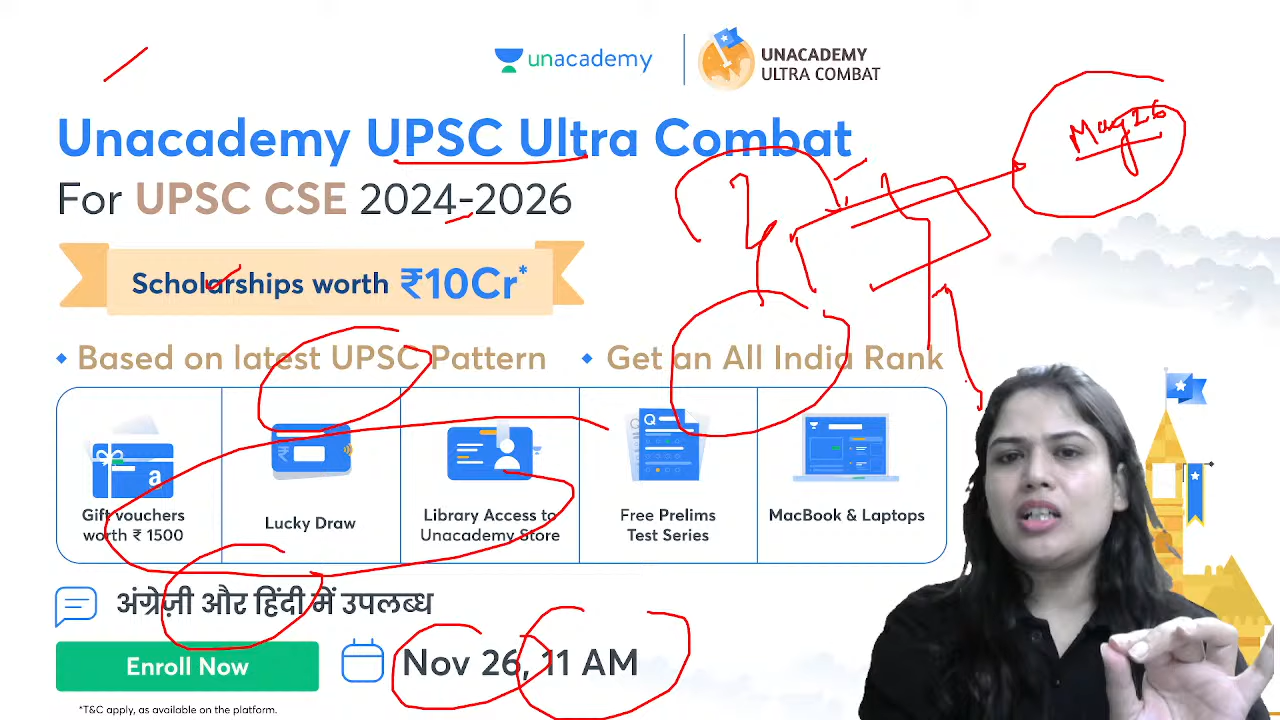 unacademy
UNACADEMY
ULTRA COMBAT
Unacademy UPSC Ultra Combat
For UPSC CSE 2024-2026
May 26
Scholarships worth ₹10Cr*
Based on latest UPSC Pattern
Get an All India Rank
Gift vouchers
worth ₹ 1500
Lucky Draw
Library Access to
Unacademy Store
Free Prelims
Test Series
MacBook & Laptops
अंग्रेज़ी और हिंदी में उपलब्ध
Enroll Now
Nov 26, 11 AM
*T&C apply, as available on the platform.